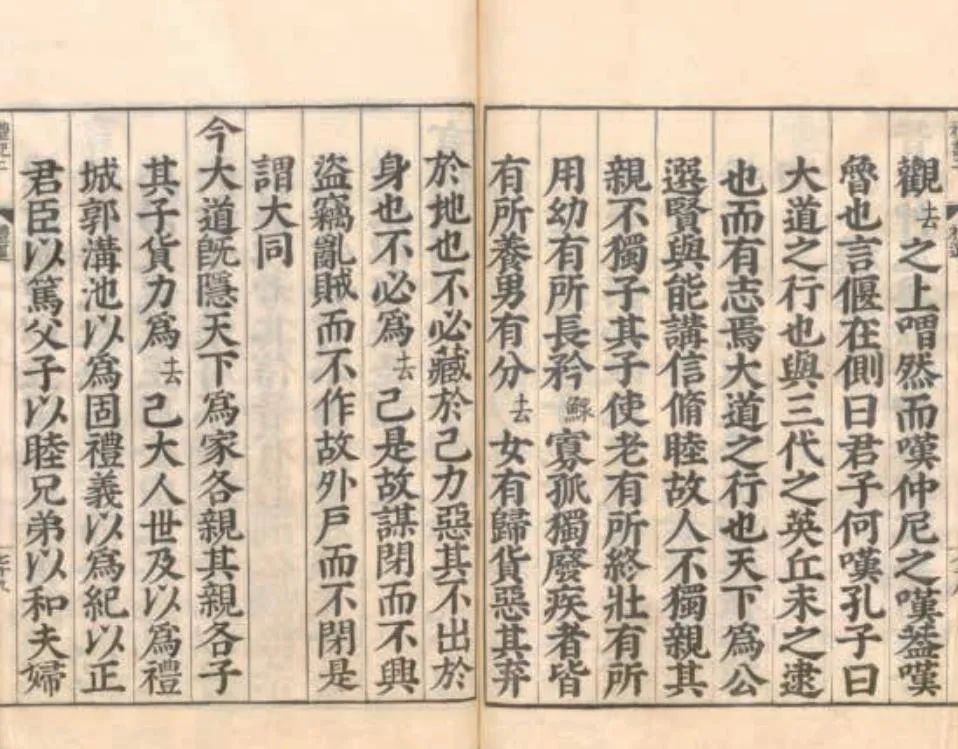 觀去之上喟然而嘆仲尼之嘆葢嘆
魯也言偃在側曰君子何嘆孔子曰
大道之行也與三代之英丘未之逮
也而有志焉大道之行也天下為公
選賢與能講信脩睦故人不獨親其
親不獨子其子使老有所終壯有所
用幼有所長矜鰥寡孤獨廢疾者皆
有所養男有分去女有歸貨惡其弃
於地也不必藏於己力惡其不出於
身也不必為去己是故謀閉而不興
盜竊亂賊而不作故外戶而不閉是
謂大同
今大道既隱天下為家各親其親各子
其子貨力為去己大人世及以為禮
城郭溝池以為固禮義以為紀以正
君臣以篤父子以睦兄弟以和夫婦